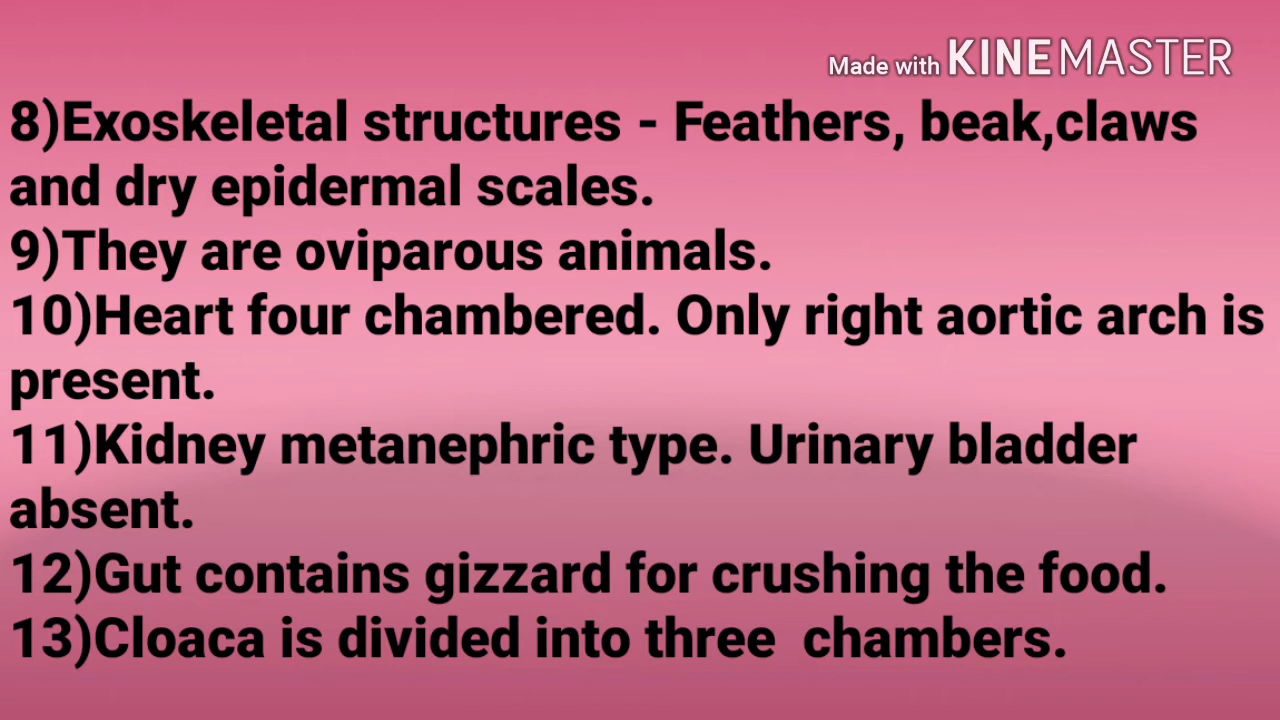 Made with KINEMASTER
8)Exoskeletal structures - Feathers, beak,claws
and dry epidermal scales.
9)They are oviparous animals.
10)Heart four chambered. Only right aortic arch is
present.
11)Kidney metanephric type. Urinary bladder
absent.
12)Gut contains gizzard for crushing the food.
13)Cloaca is divided into three  chambers.